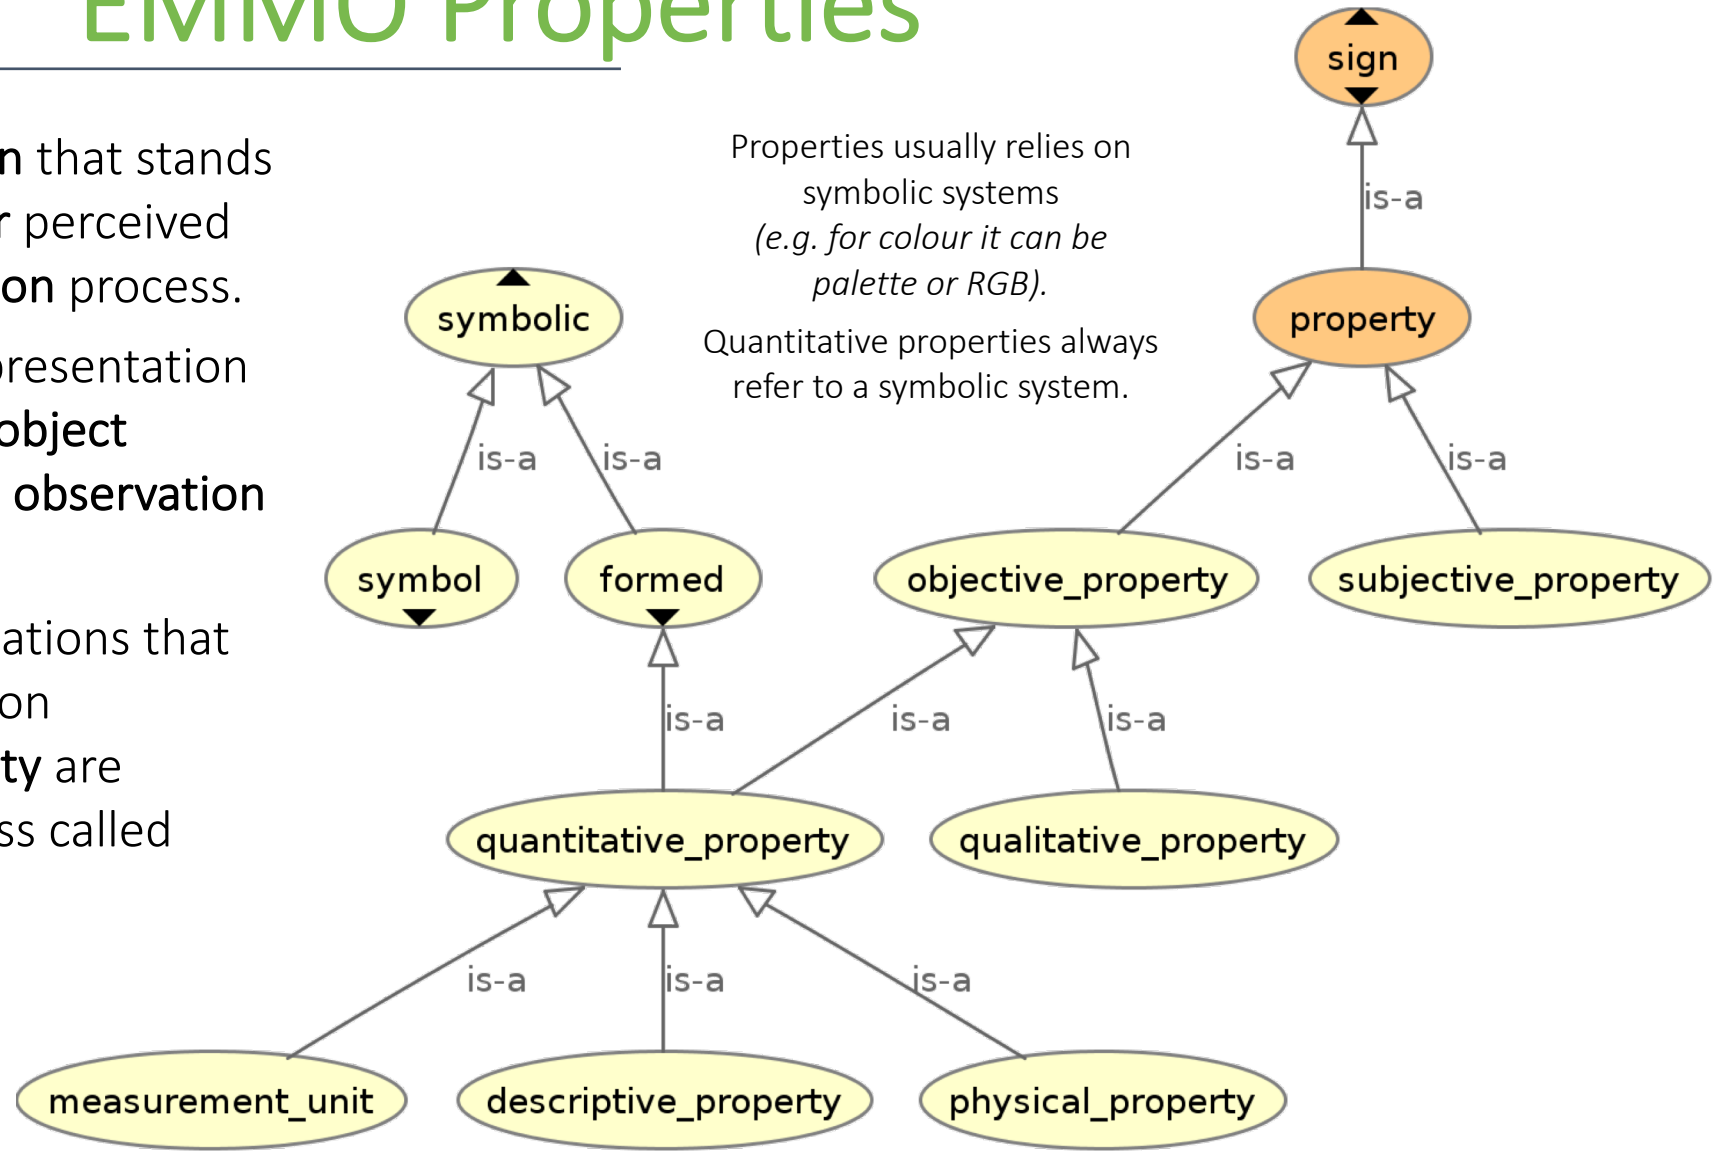 EMMO Properties
that stands
perceived
on process.
object
observation
ations that
on
ty are
called
Properties usually relies on
symbolic systems
(e.g. for colour it can be
palette or RGB).
Quantitative properties always
refer to a symbolic system.
sign
is-a
symbolic
property
is-a
is-a
is-a
is-a
symbol
formed
objective_property
subjective_property
is-a
is-a
is-a
quantitative_property
qualitative_property
is-a
is-a
is-a
measurement_unit
descriptive_property
physical_property